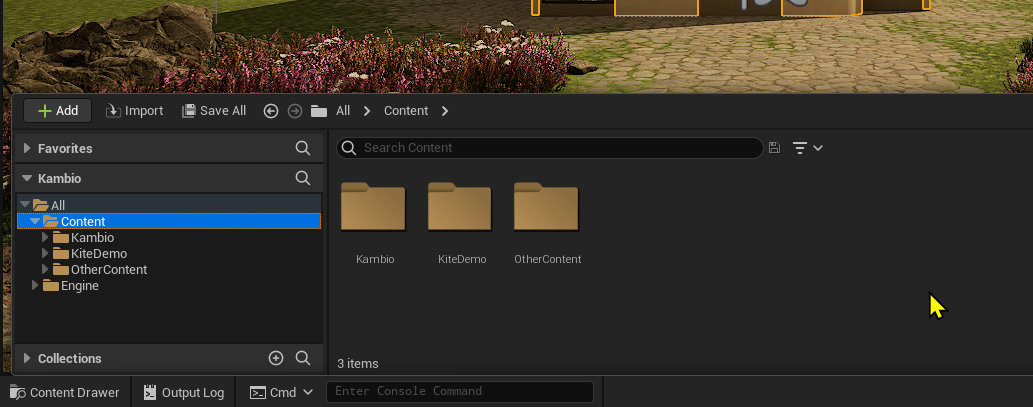 Add
Import
Save All
All
Content
Favorites
Search Content
Kambio
All
Content
Kambio
KiteDemo
OtherContent
Engine
Kambio
KiteDemo
OtherContent
Collections
3 items
Content Drawer
Output Log
Cmd
Enter Console Command